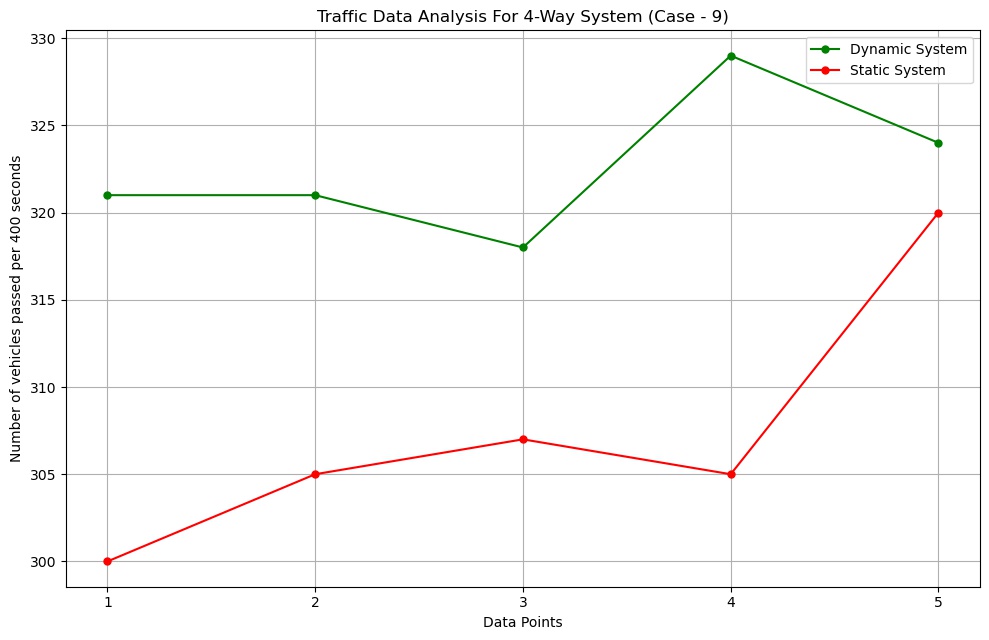 Traffic Data Analysis For 4-Way System (Case - 9)
Dynamic System
Static System
Number of vehicles passed per 400 seconds
330
325
320
315
310
305
300
1 2 3 4 5
Data Points